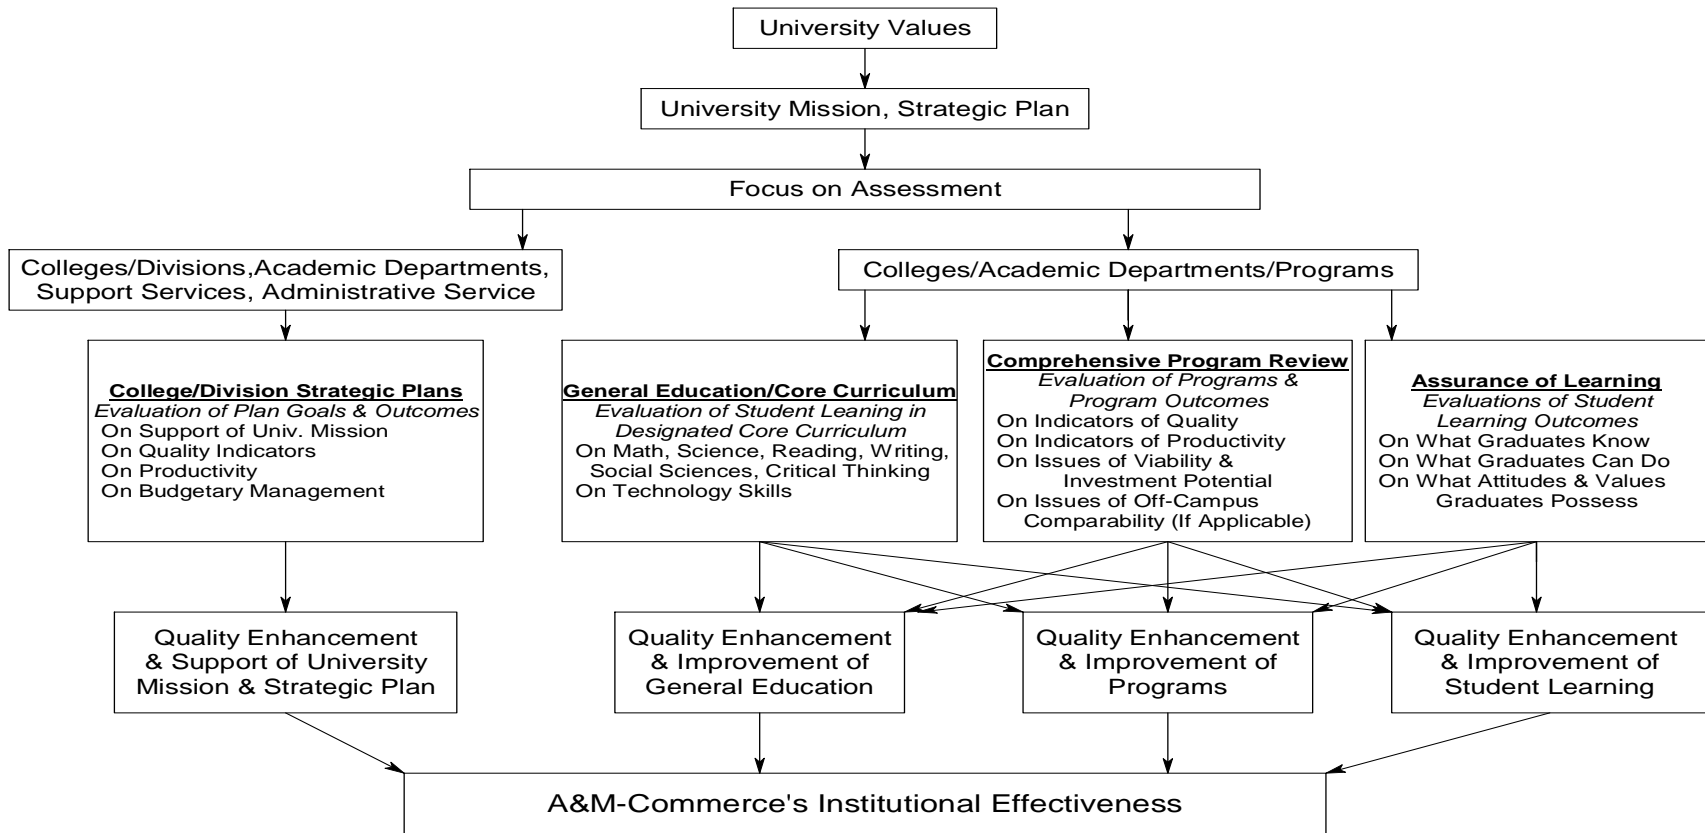 University Values
University Mission, Strategic Plan
Focus on Assessment
Colleges/Divisions,Academic Departments,
Support Services, Administrative Service
Colleges/Academic Departments/Programs
College/Division Strategic Plans
Evaluation of Plan Goals & Outcomes
On Support of Univ. Mission
On Quality Indicators
On Productivity
On Budgetary Management
General Education/Core Curriculum
Evaluation of Student Leaning in
Designated Core Curriculum
On Math, Science, Reading, Writing,
Social Sciences, Critical Thinking
On Technology Skills
Comprehensive Program Review
Evaluation of Programs &
Program Outcomes
On Indicators of Quality
On Indicators of Productivity
On Issues of Viability &
Investment Potential
On Issues of Off-Campus
Comparability (If Applicable)
Assurance of Learning
Evaluations of Student
Learning Outcomes
On What Graduates Know
On What Graduates Can Do
On What Attitudes & Values
Graduates Possess
Quality Enhancement
& Support of University
Mission & Strategic Plan
Quality Enhancement
& Improvement of
General Education
Quality Enhancement
& Improvement of
Programs
Quality Enhancement
& Improvement of
Student Learning
A&M-Commerce's Institutional Effectiveness